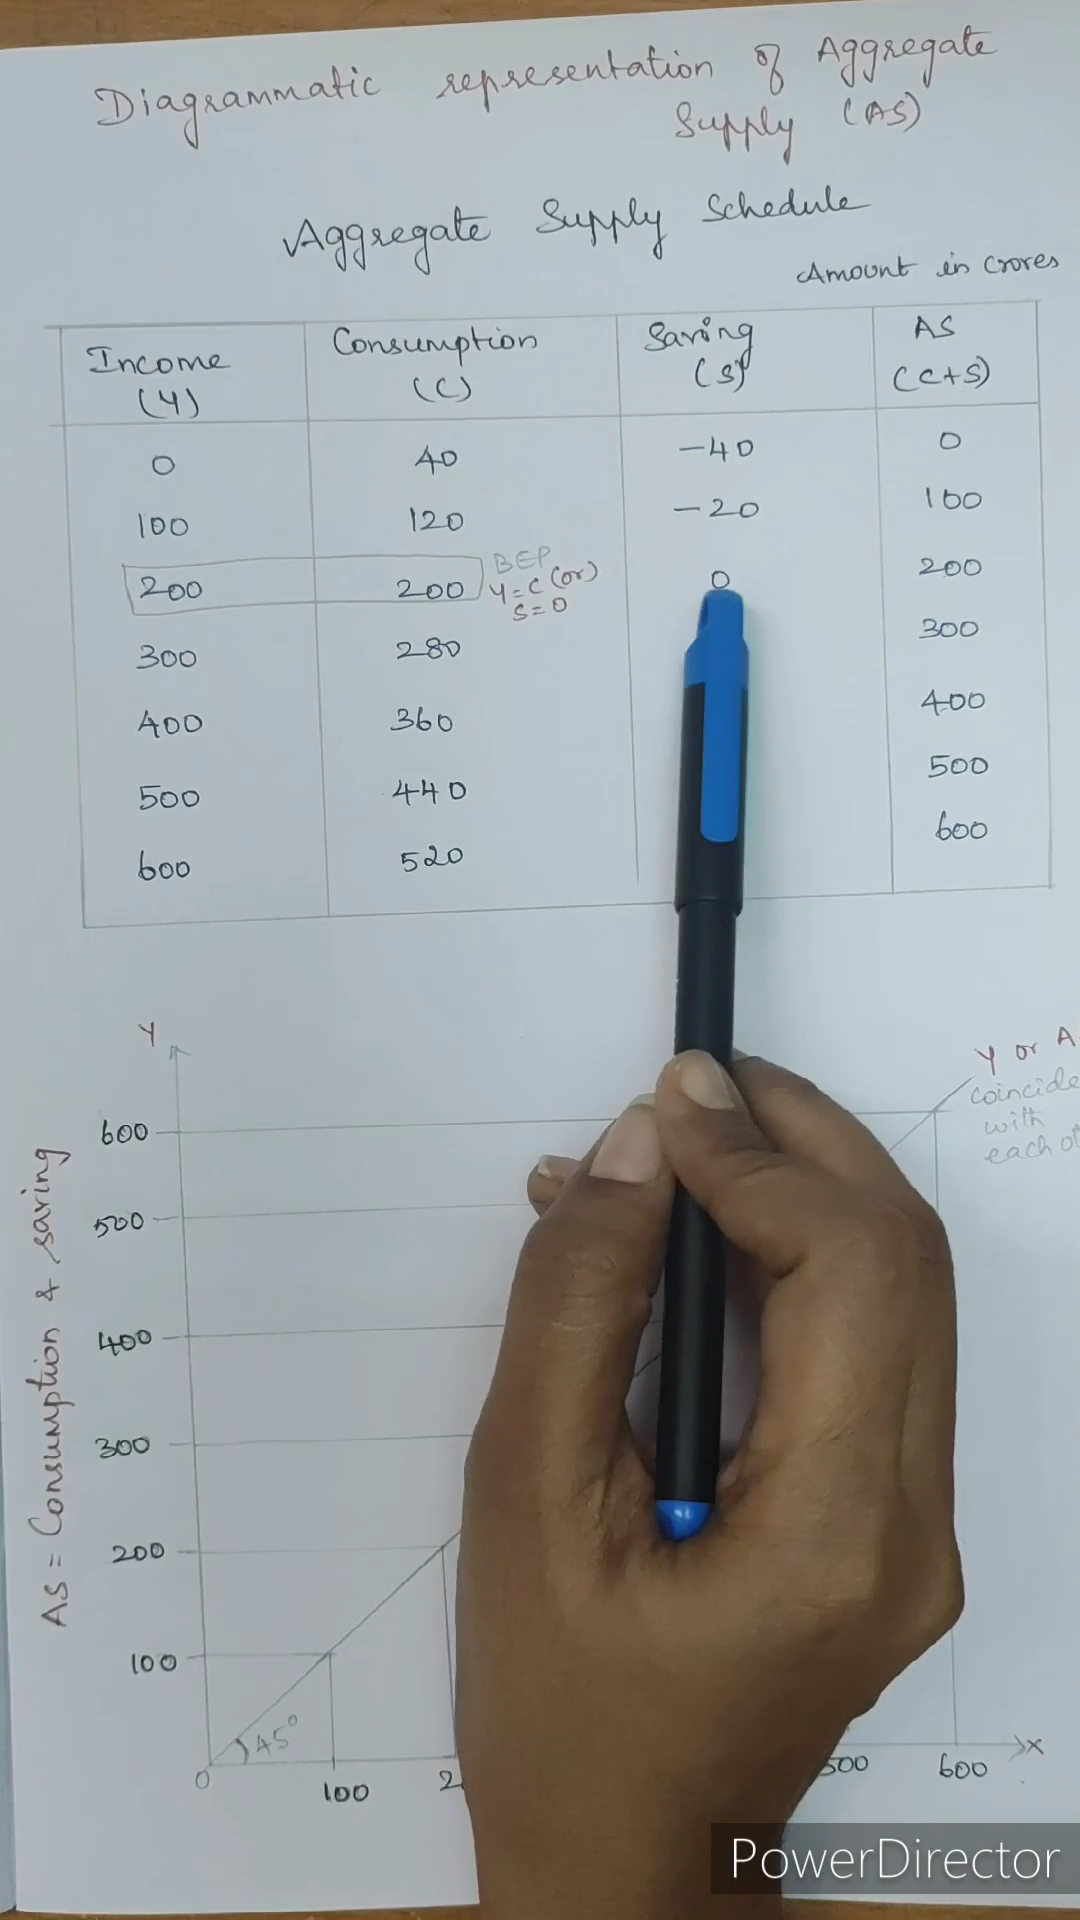 Diagrammatic representation of Aggregate
Supply (AS)
Aggregate Supply Schedule
Amount in Crores
Income (Y) Consumption (C) Saving (S) AS (C+S)
0 40 -40 0
100 120 -20 100
200 200 BEP Y=C (or) S=0 0 200
300 280 300
400 360 400
500 440 500
600 520 600
Y
Y or A
coincide
with
each
600
500
400
300
200
100
AS = Consumption & saving
45°
0 100 2 500 600 X
PowerDirector